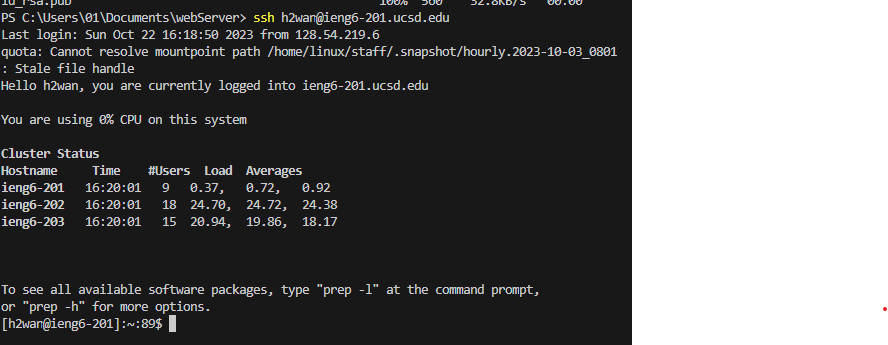 id_rsa.pub 100% 560 32.8KB/s 00:00
PS C:\Users\01\Documents\webServer> ssh h2wan@ieng6-201.ucsd.edu
Last login: Sun Oct 22 16:18:50 2023 from 128.54.219.6
quota: Cannot resolve mountpoint path /home/linux/staff/.snapshot/hourly.2023-10-03_0801
: Stale file handle
Hello h2wan, you are currently logged into ieng6-201.ucsd.edu
You are using 0% CPU on this system
Cluster Status
Hostname Time #Users Load Averages
ieng6-201 16:20:01 9 0.37, 0.72, 0.92
ieng6-202 16:20:01 18 24.70, 24.72, 24.38
ieng6-203 16:20:01 15 20.94, 19.86, 18.17
To see all available software packages, type "prep -l" at the command prompt,
or "prep -h" for more options.
[h2wan@ieng6-201]:~:89$